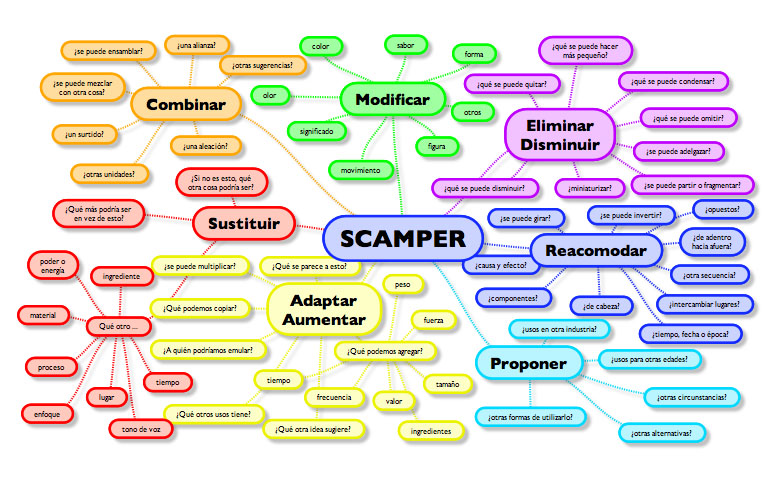 SCAMPER
Combinar
¿se puede ensamblar?
¿una alianza?
¿otras sugerencias?
¿se puede mezclar
con otra cosa?
¿un surtido?
¿una aleación?
¿otras unidades?
Modificar
color
sabor
forma
olor
otros
significado
figura
movimiento
Eliminar
Disminuir
¿qué se puede hacer
más pequeño?
¿qué se puede quitar?
¿qué se puede condensar?
¿qué se puede omitir?
¿se puede adelgazar?
¿se puede partir o fragmentar?
¿miniaturizar?
¿qué se puede disminuir?
Sustituir
¿Si no es esto, qué
otra cosa podría ser?
¿Qué más podría ser
en vez de esto?
Qué otro ...
poder o
energía
ingrediente
material
proceso
enfoque
lugar
tiempo
tono de voz
Adaptar
Aumentar
¿se puede multiplicar?
¿Qué se parece a esto?
¿Qué podemos copiar?
¿A quién podríamos emular?
¿Qué otros usos tiene?
¿Qué otra idea sugiere?
¿Qué podemos agregar?
peso
fuerza
tamaño
tiempo
frecuencia
valor
ingredientes
Reacomodar
¿se puede girar?
¿se puede invertir?
¿opuestos?
¿de adentro
hacia afuera?
¿otra secuencia?
¿intercambiar lugares?
¿tiempo, fecha o época?
¿de cabeza?
¿componentes?
¿causa y efecto?
Proponer
¿usos en otra industria?
¿usos para otras edades?
¿otras circunstancias?
¿otras alternativas?
¿otras formas de utilizarlo?